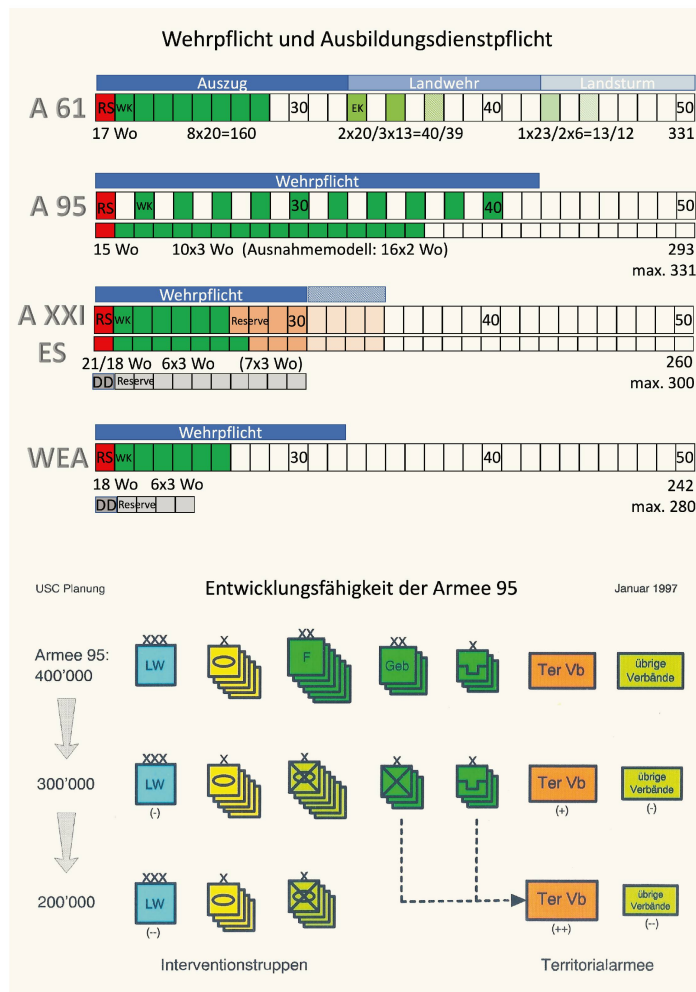 Wehrpflicht und Ausbildungsdienstpflicht
Auszug Landwehr Landsturm
A 61 RS WK 30 EK 40 50
17 Wo 8x20=160 2x20/3x13=40/39 1x23/2x6=13/12 331
Wehrpflicht
A 95 RS WK 30 40 50
15 Wo 10x3 Wo (Ausnahmemodell: 16x2 Wo) 293
max. 331
Wehrpflicht
A XXI RS WK Reserve 30 40 50
ES
21/18 Wo 6x3 Wo (7x3 Wo) 260
DD Reserve max. 300
Wehrpflicht
WEA RS WK 30 40 50
18 Wo 6x3 Wo 242
DD Reserve max. 280
USC Planung Entwicklungsfähigkeit der Armee 95 Januar 1997
XXX X XX XX X
Armee 95:
400'000
LW F Geb Ter Vb übrige
Verbände
XXX X X X X
300'000 LW Ter Vb übrige
Verbände
(-) (+) (-)
XXX X X
200'000 LW Ter Vb übrige
Verbände
(--) (++) (--)
Interventionstruppen Territorialarmee